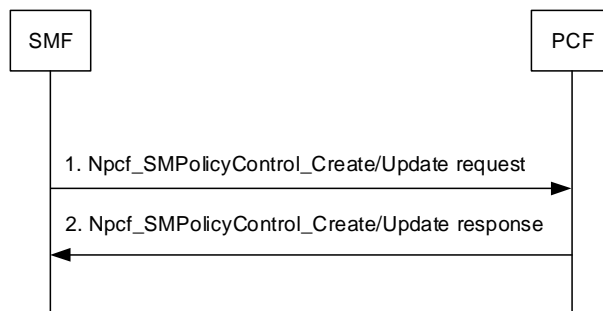 SMF
PCF
1. Npcf_SMPolicyControl_Create/Update request
2. Npcf_SMPolicyControl_Create/Update response